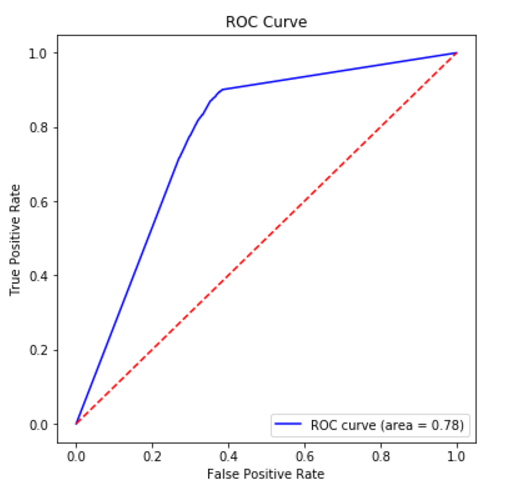 ROC Curve
1.0
0.8
0.6
0.4
0.2
0.0
True Positive Rate
0.0 0.2 0.4 0.6 0.8 1.0
False Positive Rate
ROC curve (area = 0.78)